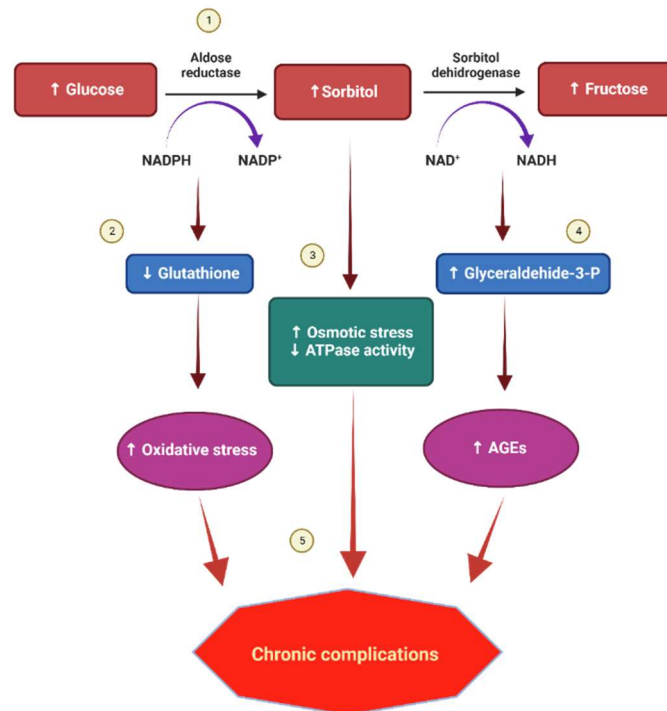 1
Aldose
reductase
Sorbitol
dehidrogenase
↑ Glucose
↑Sorbitol
↑ Fructose
NADPH
NADP⁺
NAD⁺
NADH
2
3
4
↓ Glutathione
↑ Glyceraldehide-3-P
↑ Osmotic stress
↓ ATPase activity
↑ Oxidative stress
↑ AGEs
5
Chronic complications